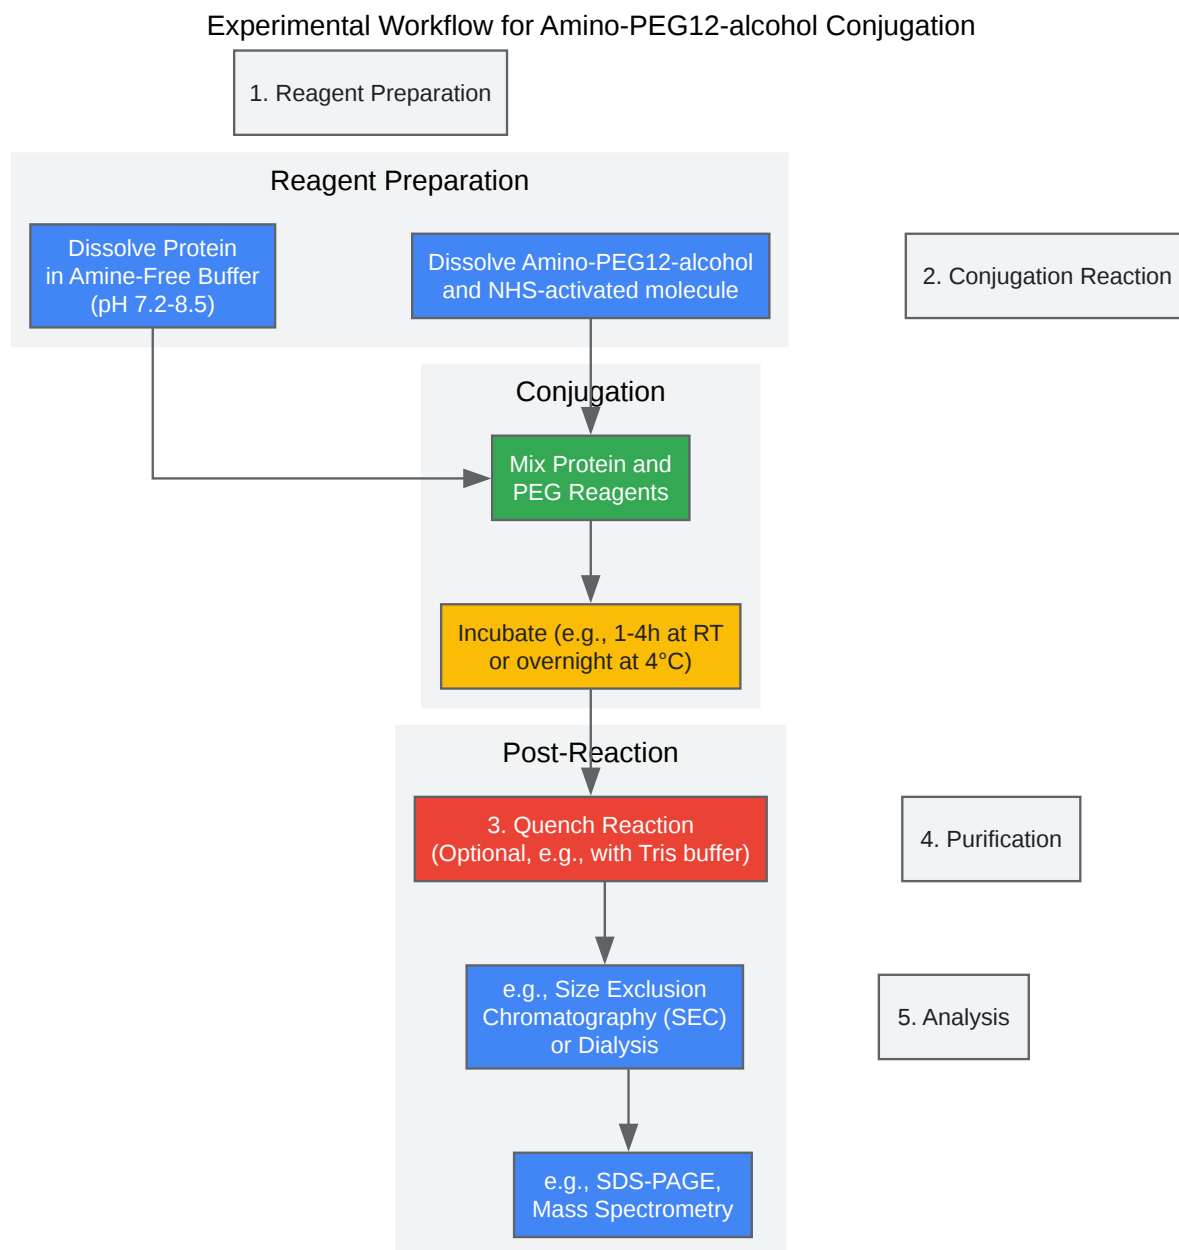 Experimental Workflow for Amino-PEG12-alcohol Conjugation
1. Reagent Preparation
Reagent Preparation
Dissolve Protein
in Amine-Free Buffer
(pH 7.2-8.5)
Dissolve Amino-PEG12-alcohol
and NHS-activated molecule
2. Conjugation Reaction
Conjugation
Mix Protein and
PEG Reagents
Incubate (e.g., 1-4h at RT
or overnight at 4°C)
Post-Reaction
3. Quench Reaction
(Optional, e.g., with Tris buffer)
4. Purification
e.g., Size Exclusion
Chromatography (SEC)
or Dialysis
5. Analysis
e.g., SDS-PAGE,
Mass Spectrometry